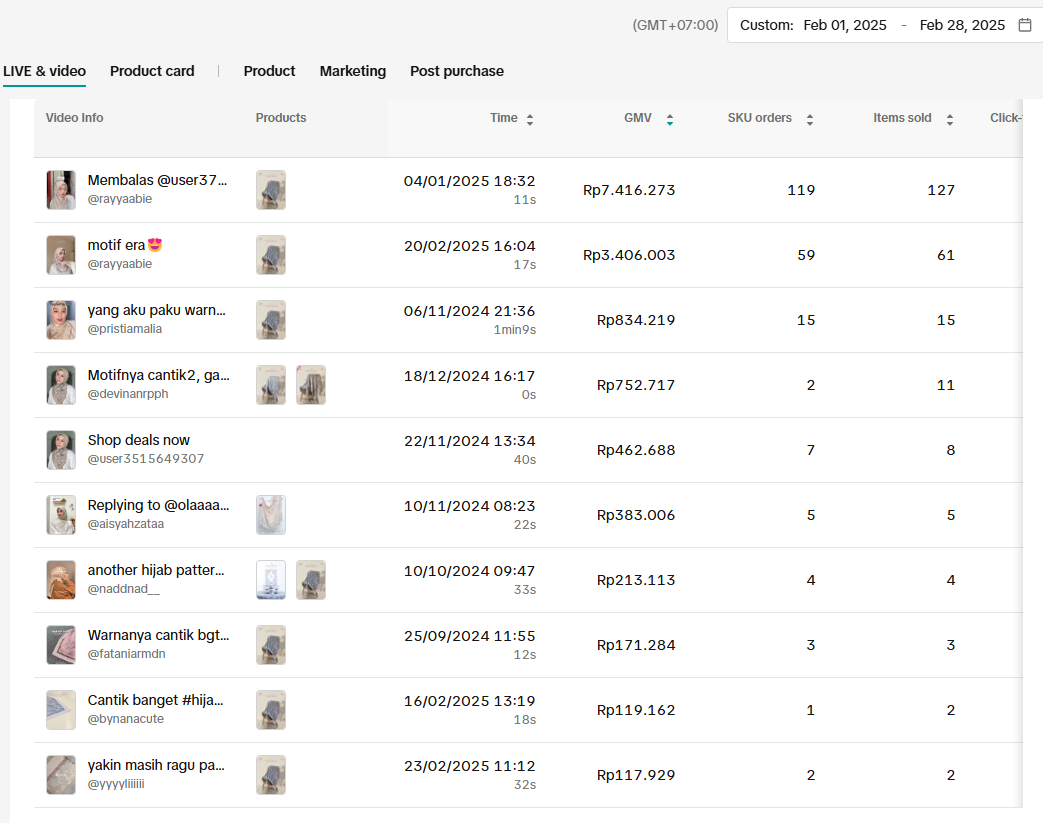 (GMT+07:00) Custom: Feb 01, 2025 - Feb 28, 2025
LIVE & video Product card | Product Marketing Post purchase
Video Info Products Time GMV SKU orders Items sold Click-
Membalas @user37... 04/01/2025 18:32 Rp7.416.273 119 127
@rayyaabie 11s
motif era😍 20/02/2025 16:04 Rp3.406.003 59 61
@rayyaabie 17s
yang aku paku warn... 06/11/2024 21:36 Rp834.219 15 15
@pristiamalia 1min9s
Motifnya cantik2, ga... 18/12/2024 16:17 Rp752.717 2 11
@devinanrpph 0s
Shop deals now 22/11/2024 13:34 Rp462.688 7 8
@user3515649307 40s
Replying to @olaaaa... 10/11/2024 08:23 Rp383.006 5 5
@aisyahzataa 22s
another hijab patter... 10/10/2024 09:47 Rp213.113 4 4
@naddnad__ 33s
Warnanya cantik bgt... 25/09/2024 11:55 Rp171.284 3 3
@fataniarmdn 12s
Cantik banget #hija... 16/02/2025 13:19 Rp119.162 1 2
@bynanacute 18s
yakin masih ragu pa... 23/02/2025 11:12 Rp117.929 2 2
@yyyyliiiiii 32s